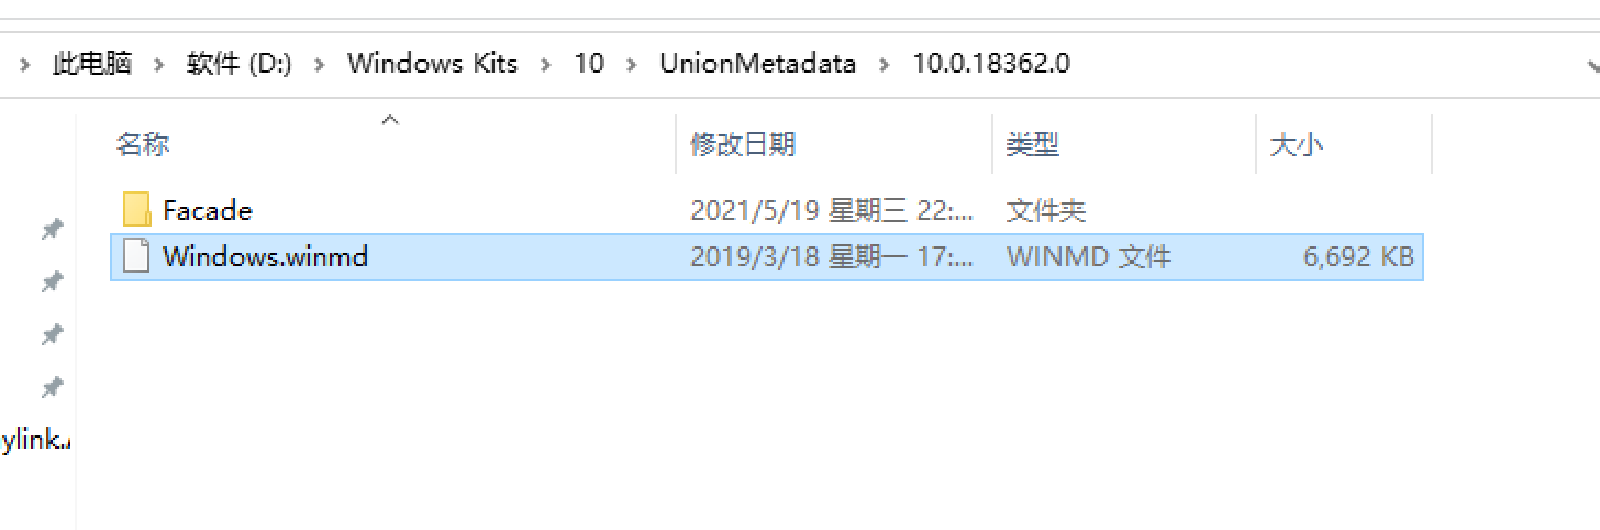 › 此电脑 › 软件 (D:) › Windows Kits › 10 › UnionMetadata › 10.0.18362.0
名称 修改日期 类型 大小
Facade 2021/5/19 星期三 22:... 文件夹
Windows.winmd 2019/3/18 星期一 17:... WINMD 文件 6,692 KB
ylink.